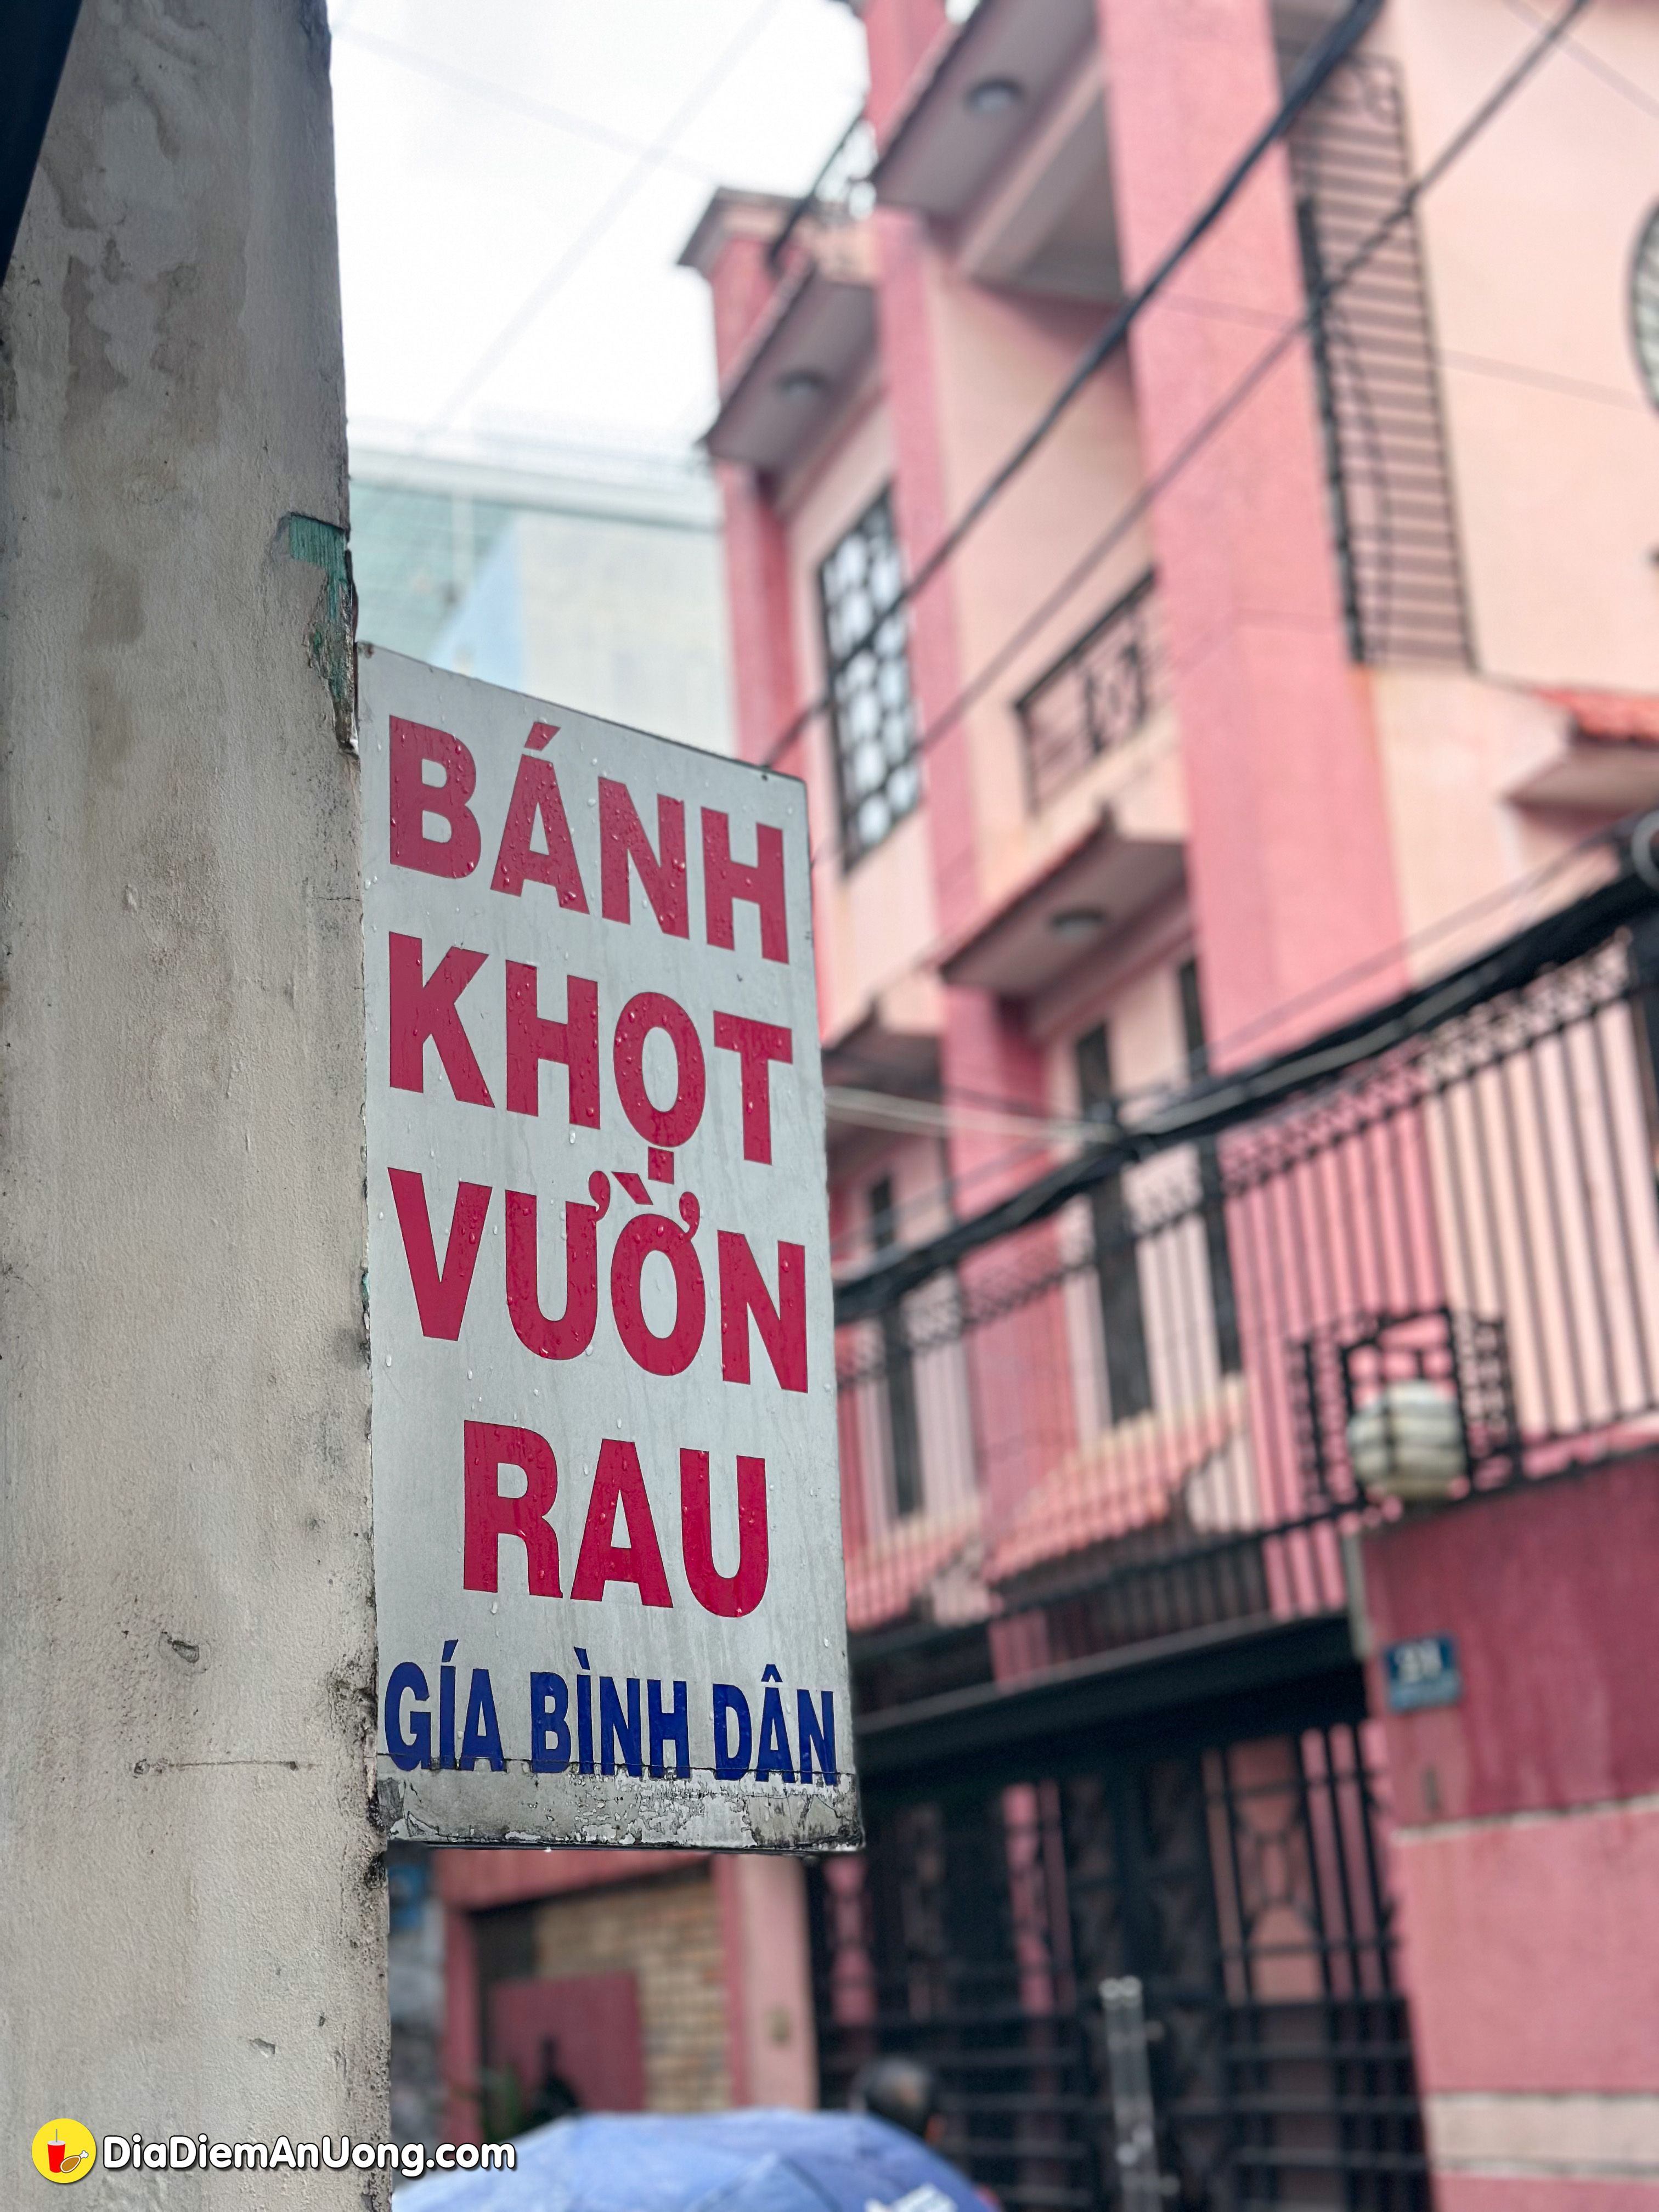 BÁNH
KHỌT
VƯỜN
RAU
GÍA BÌNH DÂN
DiaDiemAnUong.com